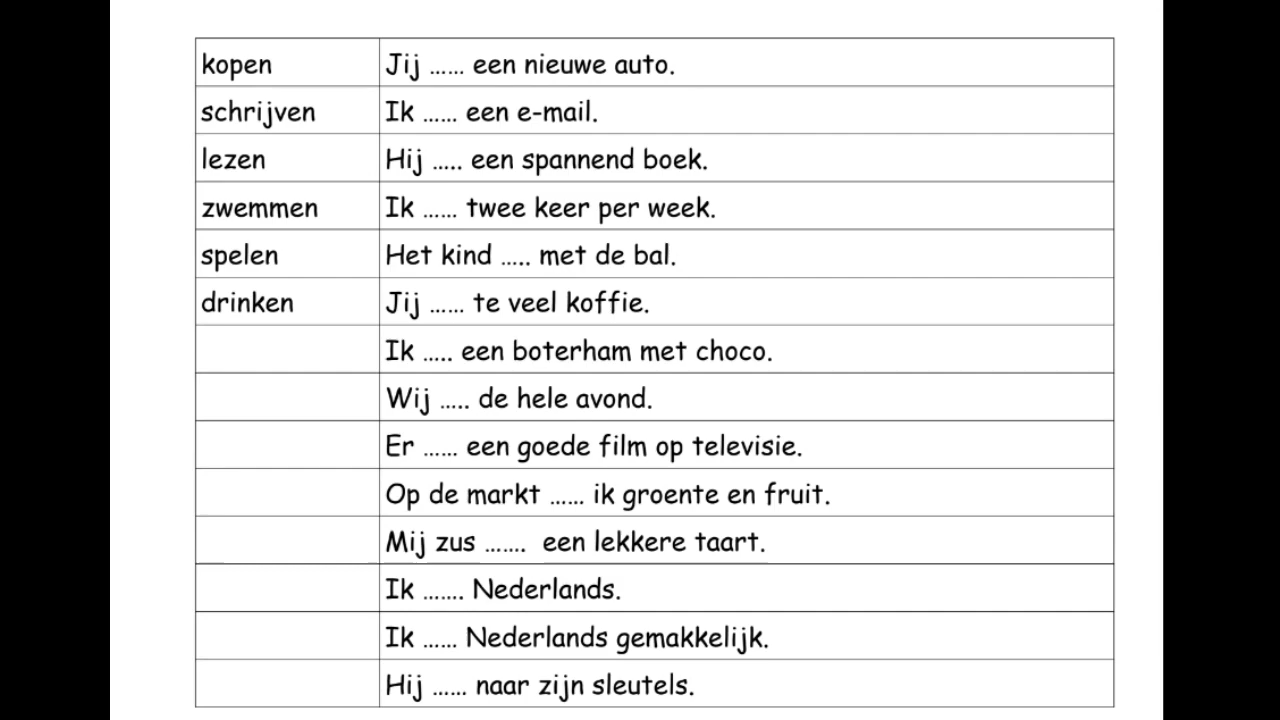 kopen Jij …… een nieuwe auto.
schrijven Ik …… een e-mail.
lezen Hij ….. een spannend boek.
zwemmen Ik …… twee keer per week.
spelen Het kind ….. met de bal.
drinken Jij …… te veel koffie.
Ik ….. een boterham met choco.
Wij ….. de hele avond.
Er …… een goede film op televisie.
Op de markt …… ik groente en fruit.
Mij zus ……. een lekkere taart.
Ik ……. Nederlands.
Ik …… Nederlands gemakkelijk.
Hij …… naar zijn sleutels.